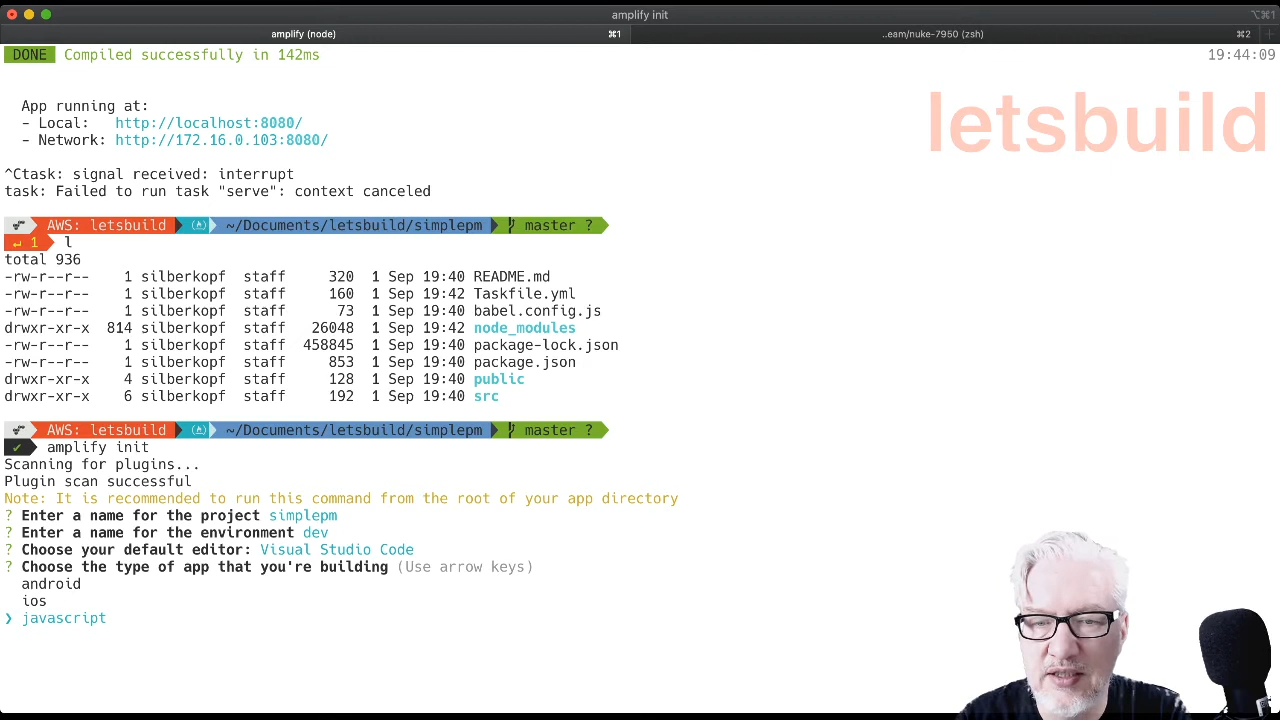 amplify init
⌥⌘1
amplify (node)
⌘1
..eam/nuke-7950 (zsh)
⌘2
+
DONE Compiled successfully in 142ms
19:44:09
letsbuild
App running at:
- Local: http://localhost:8080/
- Network: http://172.16.0.103:8080/
^Ctask: signal received: interrupt
task: Failed to run task "serve": context canceled
AWS: letsbuild ~/Documents/letsbuild/simplepm master ?
↵ 1 l
total 936
-rw-r--r-- 1 silberkopf staff 320 1 Sep 19:40 README.md
-rw-r--r-- 1 silberkopf staff 160 1 Sep 19:42 Taskfile.yml
-rw-r--r-- 1 silberkopf staff 73 1 Sep 19:40 babel.config.js
drwxr-xr-x 814 silberkopf staff 26048 1 Sep 19:42 node_modules
-rw-r--r-- 1 silberkopf staff 458845 1 Sep 19:40 package-lock.json
-rw-r--r-- 1 silberkopf staff 853 1 Sep 19:40 package.json
drwxr-xr-x 4 silberkopf staff 128 1 Sep 19:40 public
drwxr-xr-x 6 silberkopf staff 192 1 Sep 19:40 src
AWS: letsbuild ~/Documents/letsbuild/simplepm master ?
✔ amplify init
Scanning for plugins...
Plugin scan successful
Note: It is recommended to run this command from the root of your app directory
? Enter a name for the project simplepm
? Enter a name for the environment dev
? Choose your default editor: Visual Studio Code
? Choose the type of app that you're building (Use arrow keys)
android
ios
❯ javascript